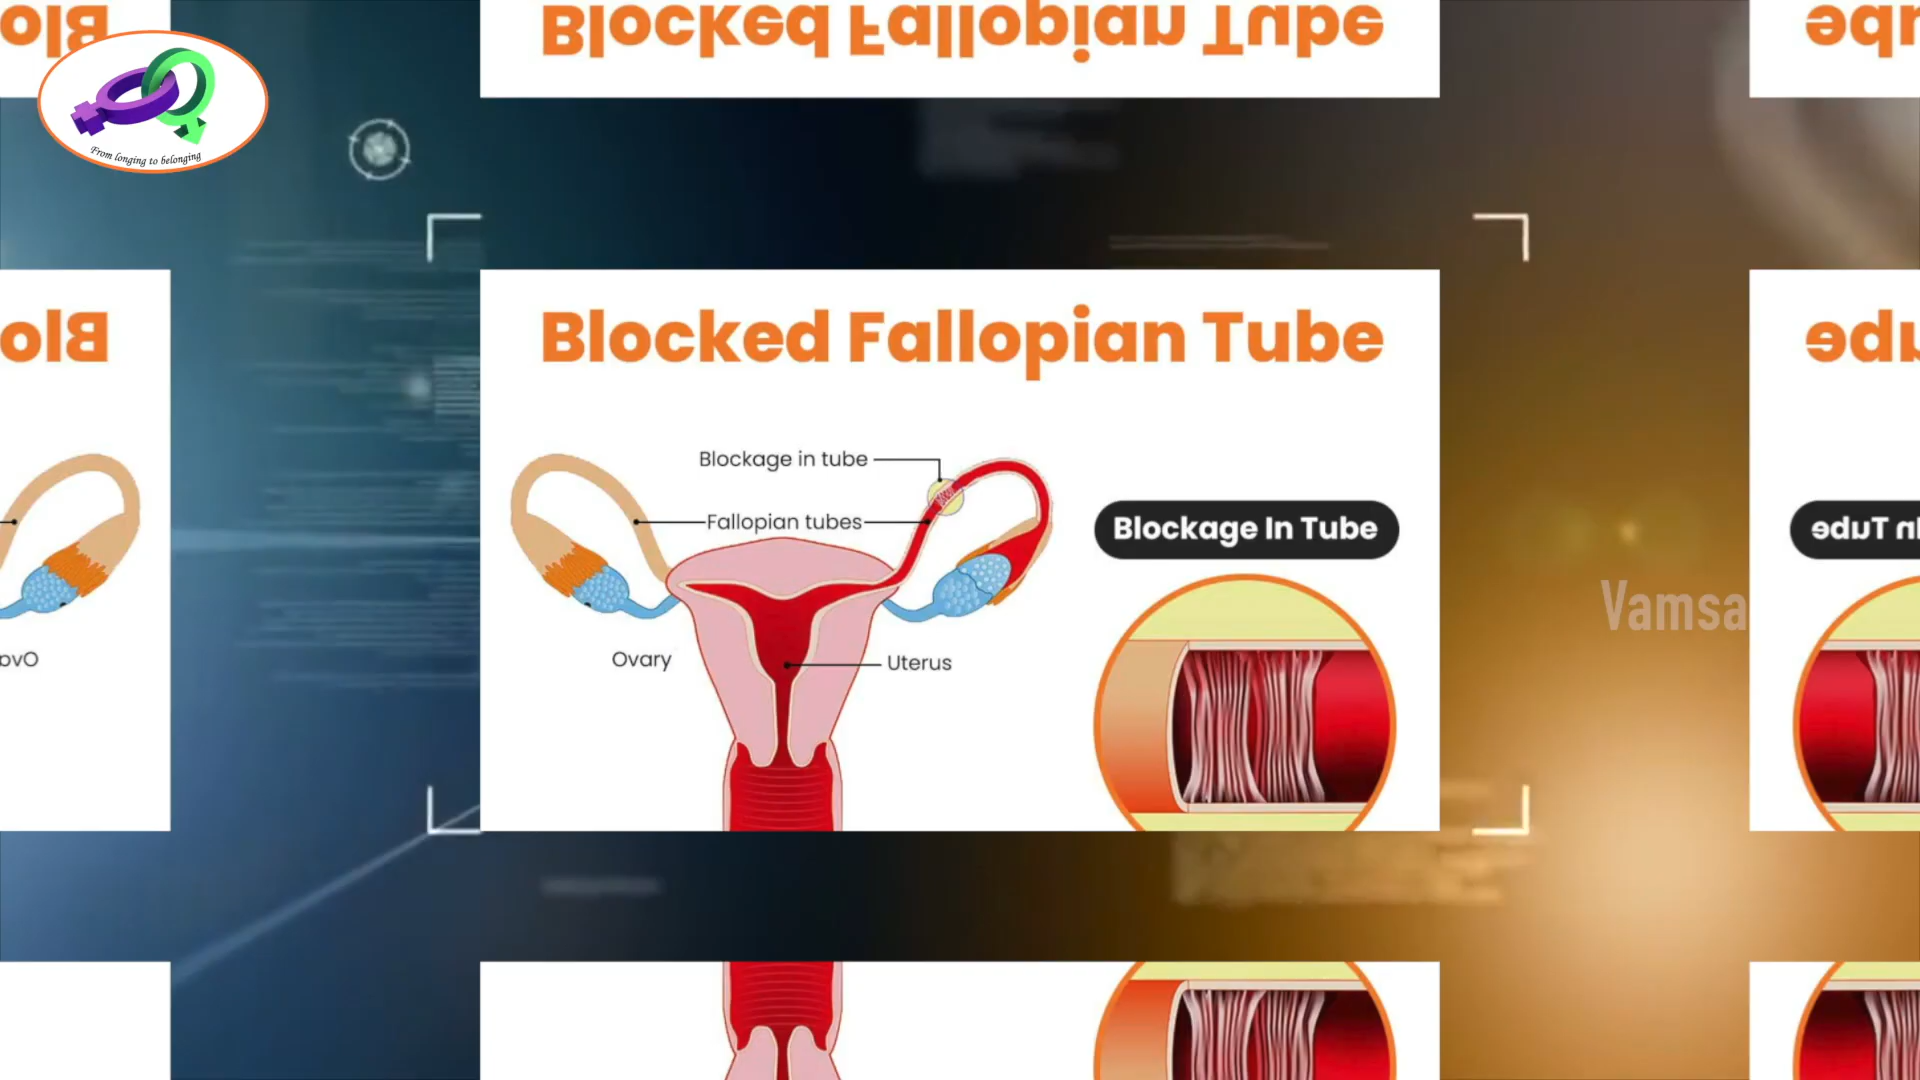 From longing to belonging
Blocked Fallopian Tube
Blockage in tube
Fallopian tubes
Blockage In Tube
Ovary
Uterus
Vamsa